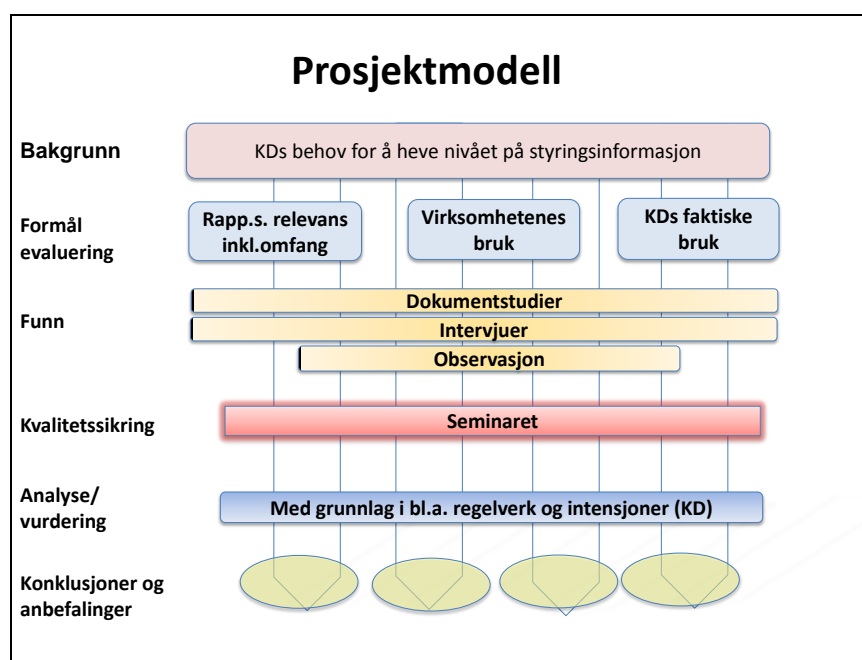 Prosjektmodell
Bakgrunn
KDs behov for å heve nivået på styringsinformasjon
Formål
evaluering
Rapp.s. relevans
inkl.omfang
Virksomhetenes
bruk
KDs faktiske
bruk
Funn
Dokumentstudier
Intervjuer
Observasjon
Kvalitetssikring
Seminaret
Analyse/
vurdering
Med grunnlag i bl.a. regelverk og intensjoner (KD)
Konklusjoner og
anbefalinger